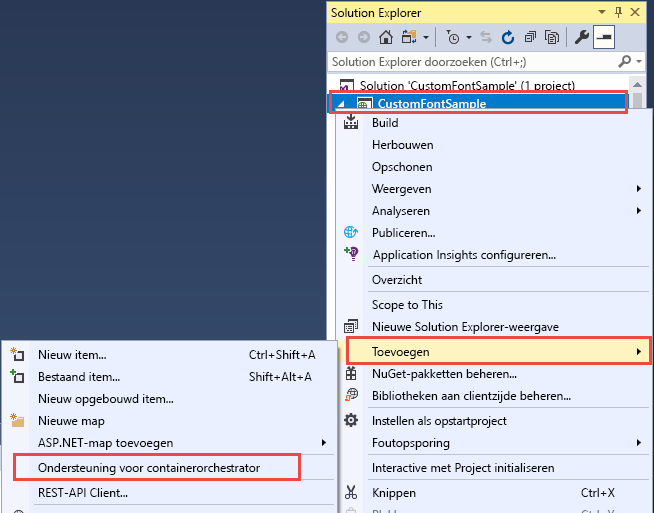 Solution Explorer
Solution Explorer doorzoeken (Ctrl+;)
Solution 'CustomFontSample' (1 project)
CustomFontSample
Build
Herbouwen
Opschonen
Weergeven
Analyseren
Publiceren...
Application Insights configureren...
Overzicht
Scope to This
Nieuwe Solution Explorer-weergave
Toevoegen
NuGet-pakketten beheren...
Bibliotheken aan clientzijde beheren...
Instellen als opstartproject
Foutopsporing
Interactive met Project initialiseren
Knippen Ctrl+X
Nieuw item... Ctrl+Shift+A
Bestaand item... Shift+Alt+A
Nieuw opgebouwd item...
Nieuwe map
ASP.NET-map toevoegen
Ondersteuning voor containerorchestrator
REST-API Client...